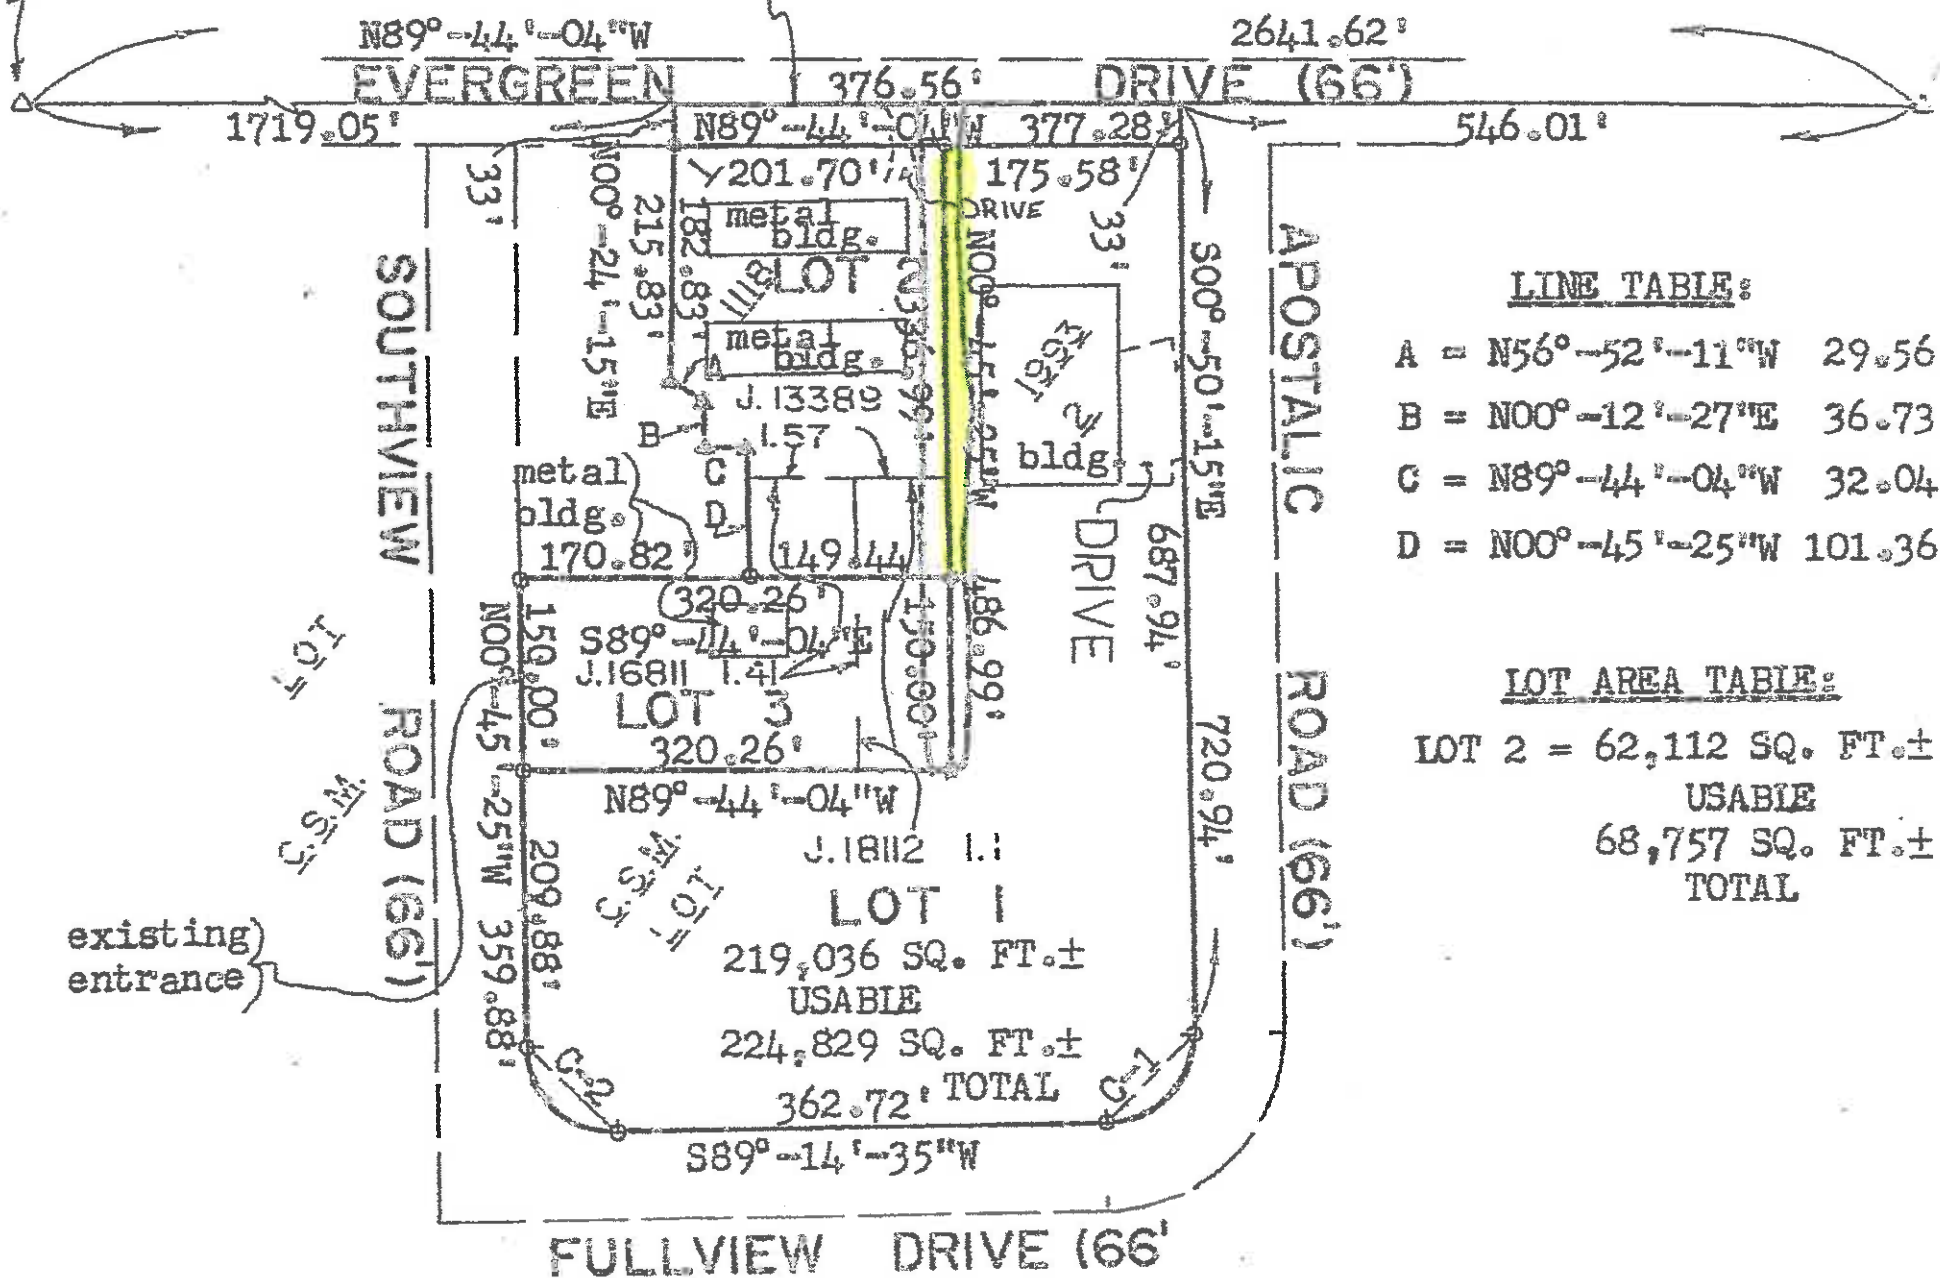 N89°-44'-04"W 2641.62'
EVERGREEN DRIVE (66')
376.56'
1719.05' N89°-44'-04"W 377.28' 546.01'
201.70' 175.58'
33'
33'
N00°-24'-15"E
215.83'
182.83'
metal
bldg.
DRIVE
1118
LOT 2
metal
bldg.
A
J.13389
B
1.57
C
D
metal
bldg.
170.82' 149.44
N00°-45'-25"W
486.99'
1993
bldg
DRIVE
S00°-50'-15"E
687.94'
720.94'
SOUTHVIEW ROAD (66')
APOSTALIC ROAD (66')
320.26'
S89°-44'-04"E
J.16811 1.41
LOT 3
150.00'
150.00
320.26'
N89°-44'-04"W
N00°-45'-25"W 359.88'
209.88'
J.18112 1.1
LOT
C.S.M.
C.S.M.
LOT
LOT 1
219,036 SQ. FT.±
USABLE
224,829 SQ. FT.±
TOTAL
existing
entrance
C-2
C-1
362.72'
S89°-14'-35"W
FULLVIEW DRIVE (66'
LINE TABLE:
A = N56°-52'-11"W 29.56
B = N00°-12'-27"E 36.73
C = N89°-44'-04"W 32.04
D = N00°-45'-25"W 101.36
LOT AREA TABLE:
LOT 2 = 62,112 SQ. FT.±
USABLE
68,757 SQ. FT.±
TOTAL